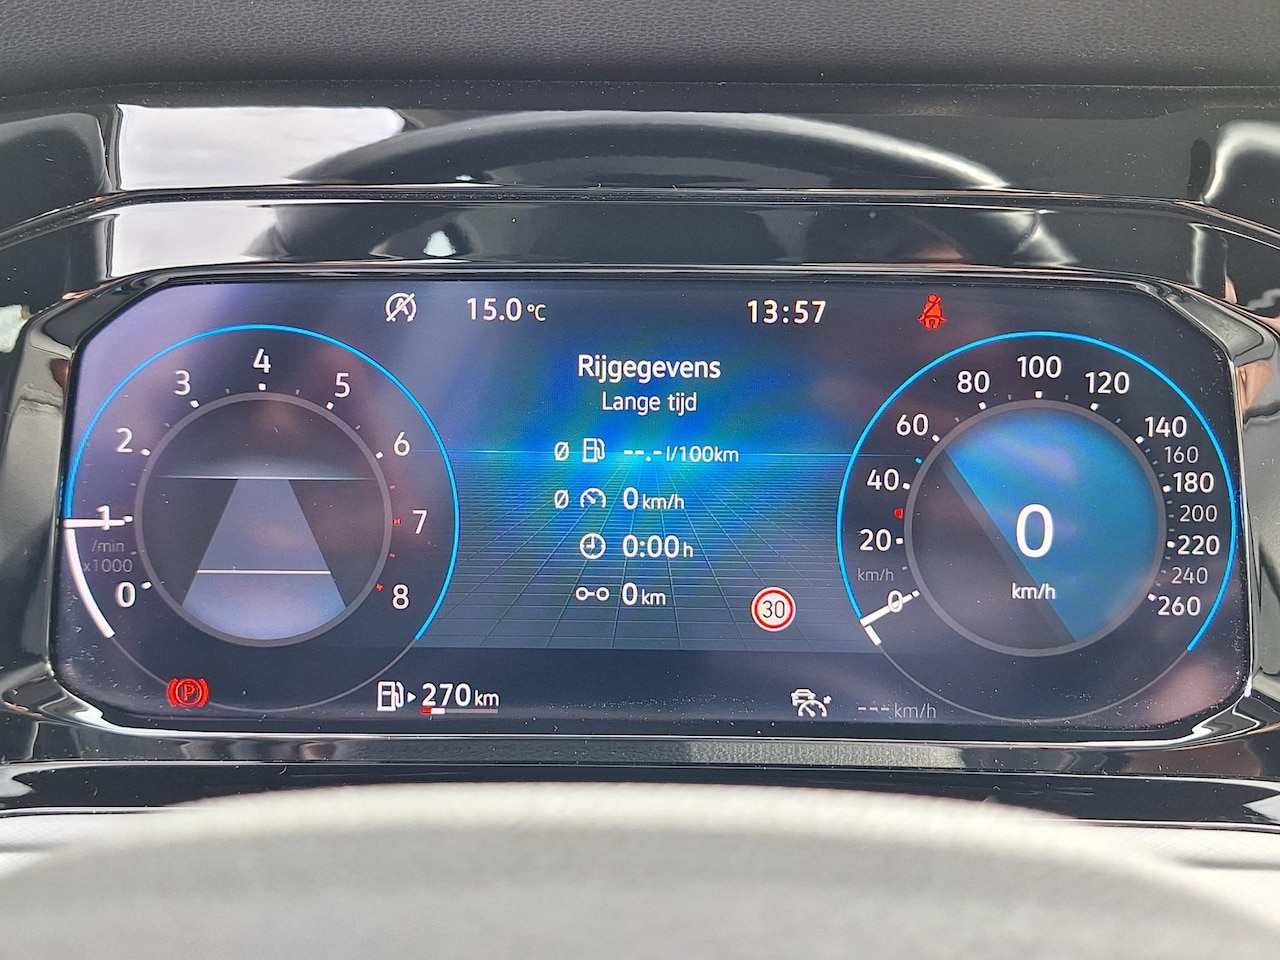 15.0 °C
13:57
Rijgegevens
Lange tijd
Ø --.- l/100km
Ø 0 km/h
0:00 h
0 km
30
0
1
2
3
4
5
6
7
8
/min
x1000
0
20
40
60
80
100
120
140
160
180
200
220
240
260
km/h
0
km/h
P
270 km
--- km/h